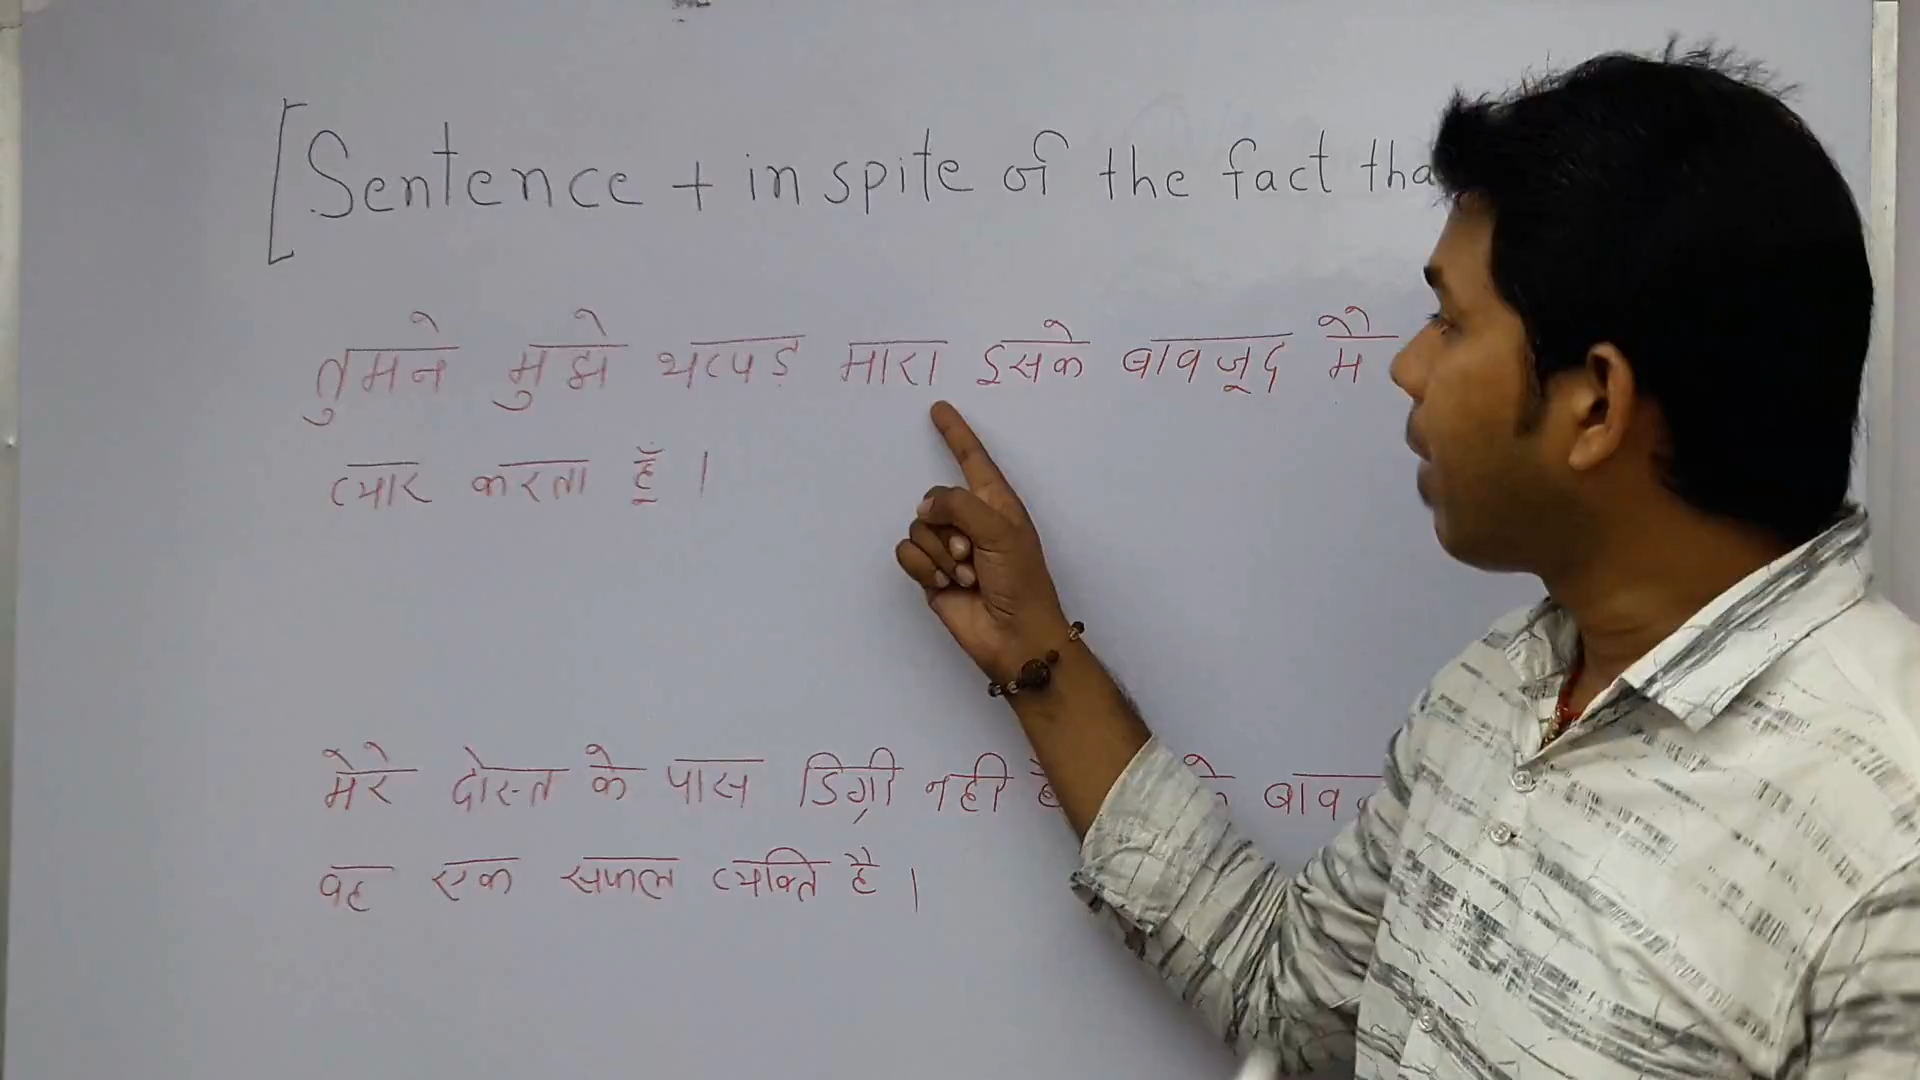 [Sentence + in spite of the fact tha
तुमने मुझे थप्पड़ मारा इसके बावजूद मै
प्यार करता हूँ ।
मेरे दोस्त के पास डिग्री नही है के बाव
वह एक सफल व्यक्ति है ।